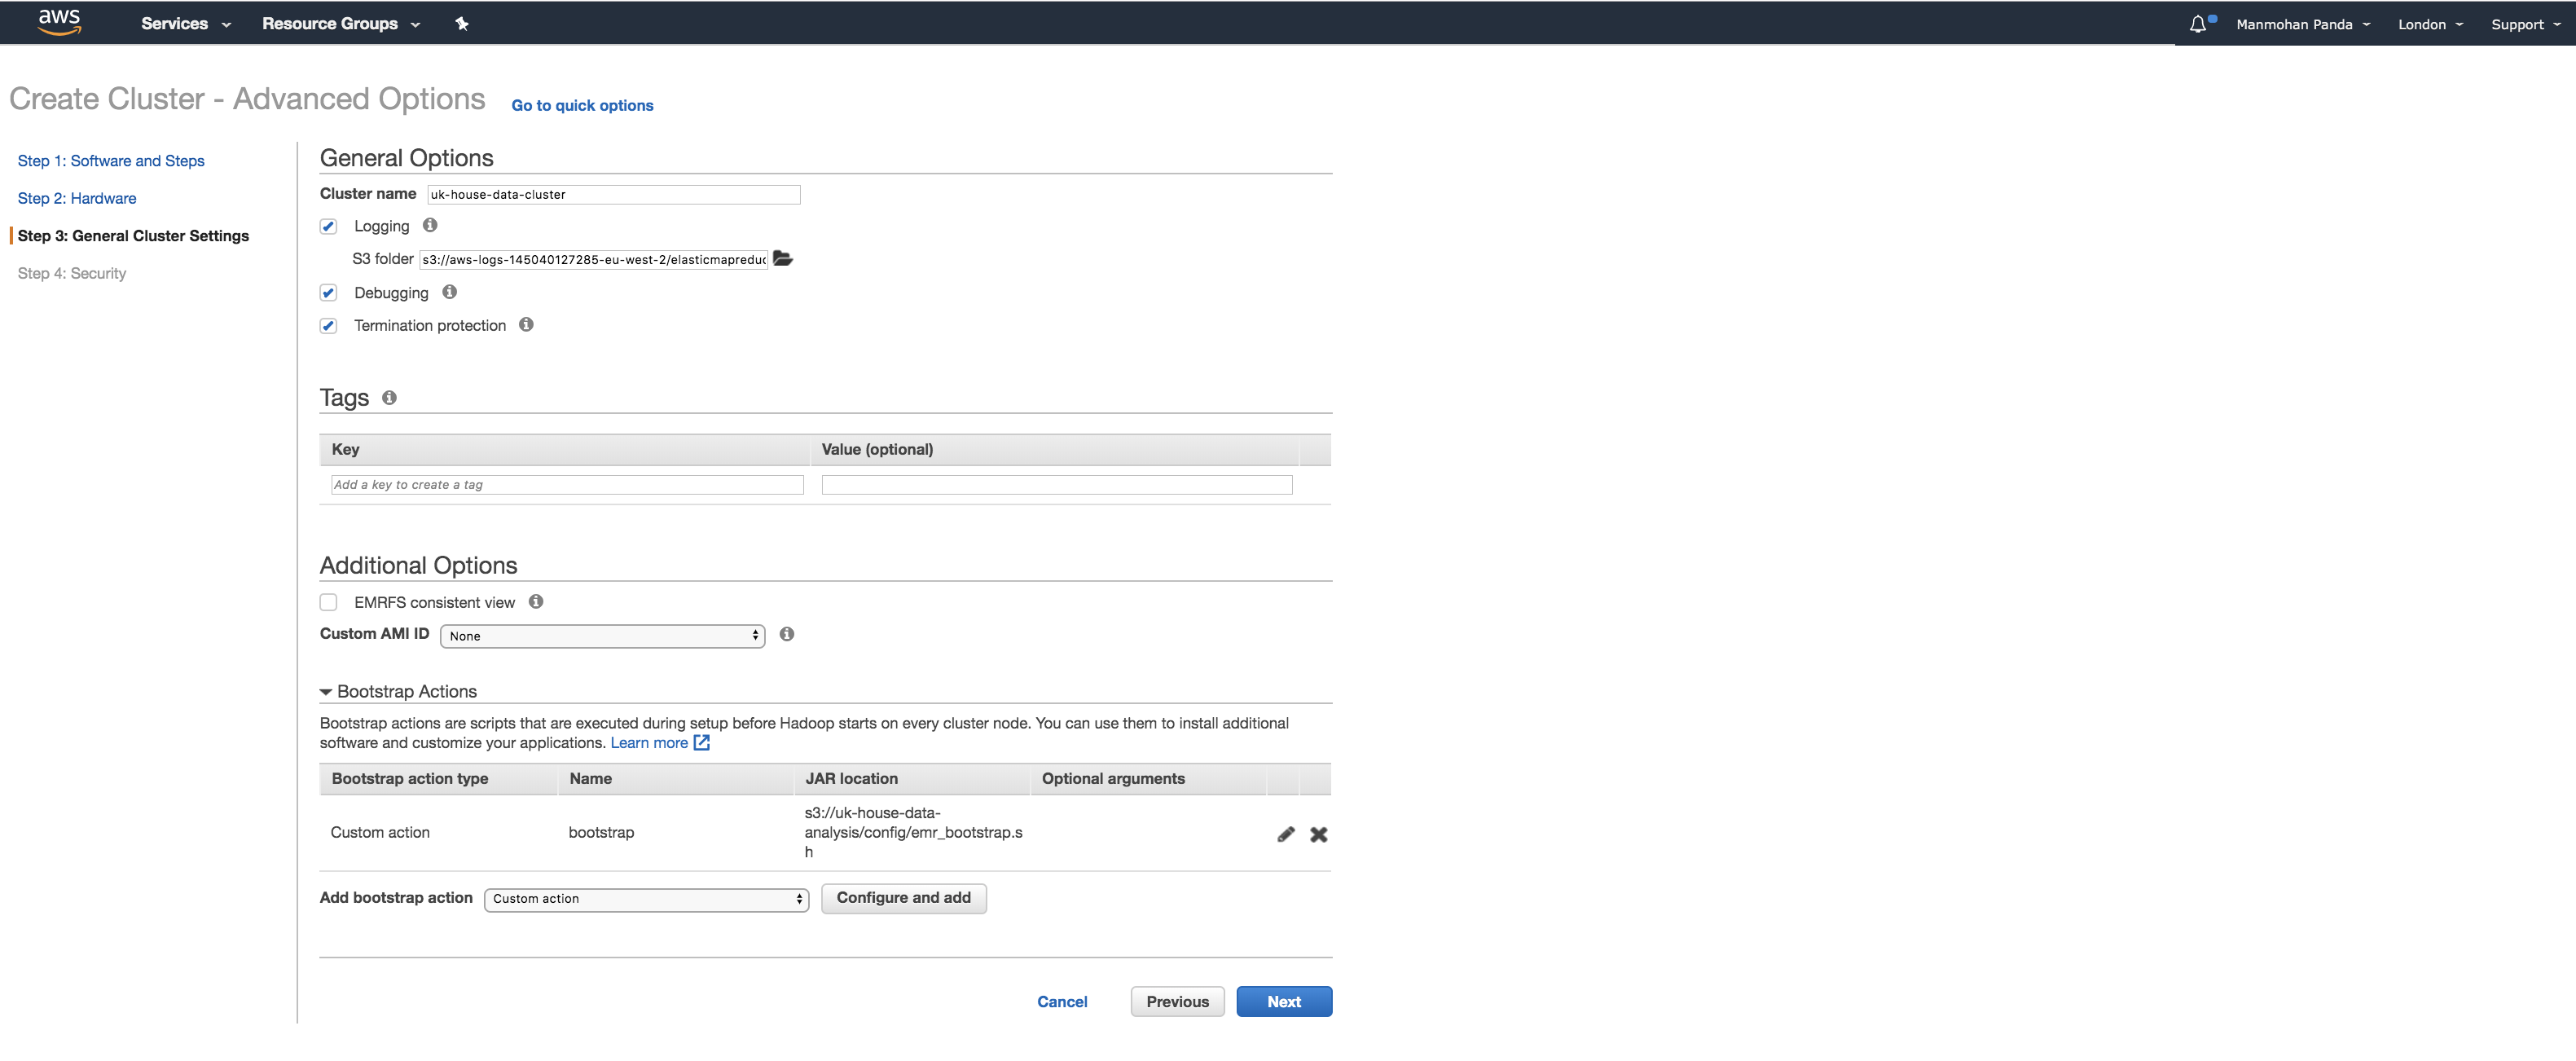 aws Services Resource Groups Manmohan Panda London Support
Create Cluster - Advanced Options Go to quick options
Step 1: Software and Steps
Step 2: Hardware
Step 3: General Cluster Settings
Step 4: Security
General Options
Cluster name uk-house-data-cluster
Logging
S3 folder s3://aws-logs-145040127285-eu-west-2/elasticmapreduc
Debugging
Termination protection
Tags
Key Value (optional)
Add a key to create a tag
Additional Options
EMRFS consistent view
Custom AMI ID None
Bootstrap Actions
Bootstrap actions are scripts that are executed during setup before Hadoop starts on every cluster node. You can use them to install additional
software and customize your applications. Learn more
Bootstrap action type Name JAR location Optional arguments
s3://uk-house-data-
Custom action bootstrap analysis/config/emr_bootstrap.s
h
Add bootstrap action Custom action Configure and add
Cancel Previous Next